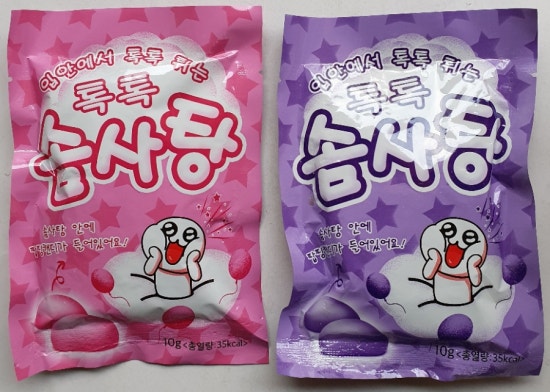 입안에서 톡톡 튀는
톡톡
솜사탕
솜사탕 안에
팝핑캔디가 들어있어요!
10g<총열량:35kcal>
입안에서 톡톡 튀는
톡톡
솜사탕
솜사탕 안에
팝핑캔디가 들어있어요!
10g<총열량:35kcal>